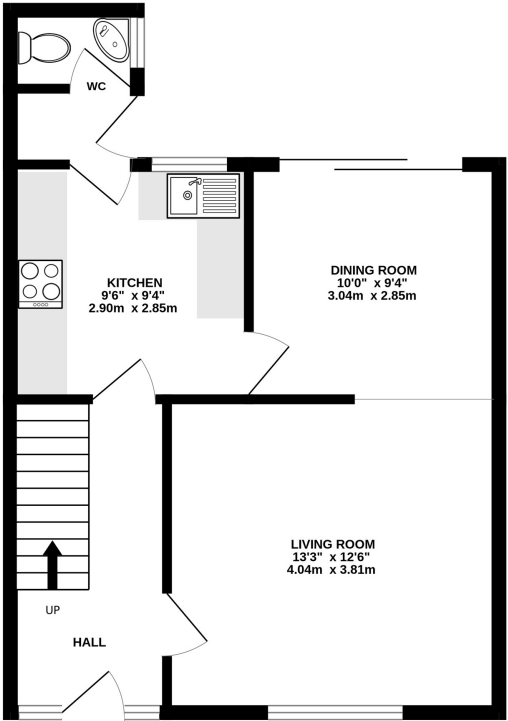 WC
KITCHEN
9'6" x 9'4"
2.90m x 2.85m
DINING ROOM
10'0" x 9'4"
3.04m x 2.85m
LIVING ROOM
13'3" x 12'6"
4.04m x 3.81m
UP
HALL